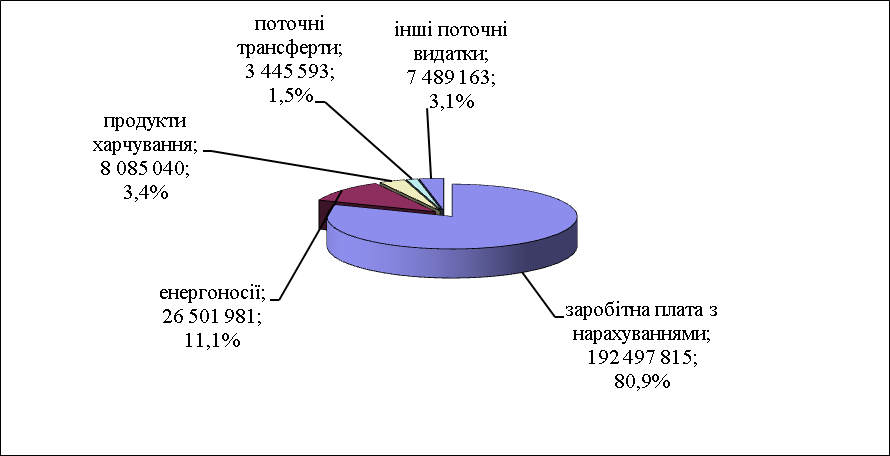 поточні
трансферти;
3 445 593;
1,5%
інші поточні
видатки;
7 489 163;
3,1%
продукти
харчування;
8 085 040;
3,4%
енергоносії;
26 501 981;
11,1%
заробітна плата з
нарахуваннями;
192 497 815;
80,9%